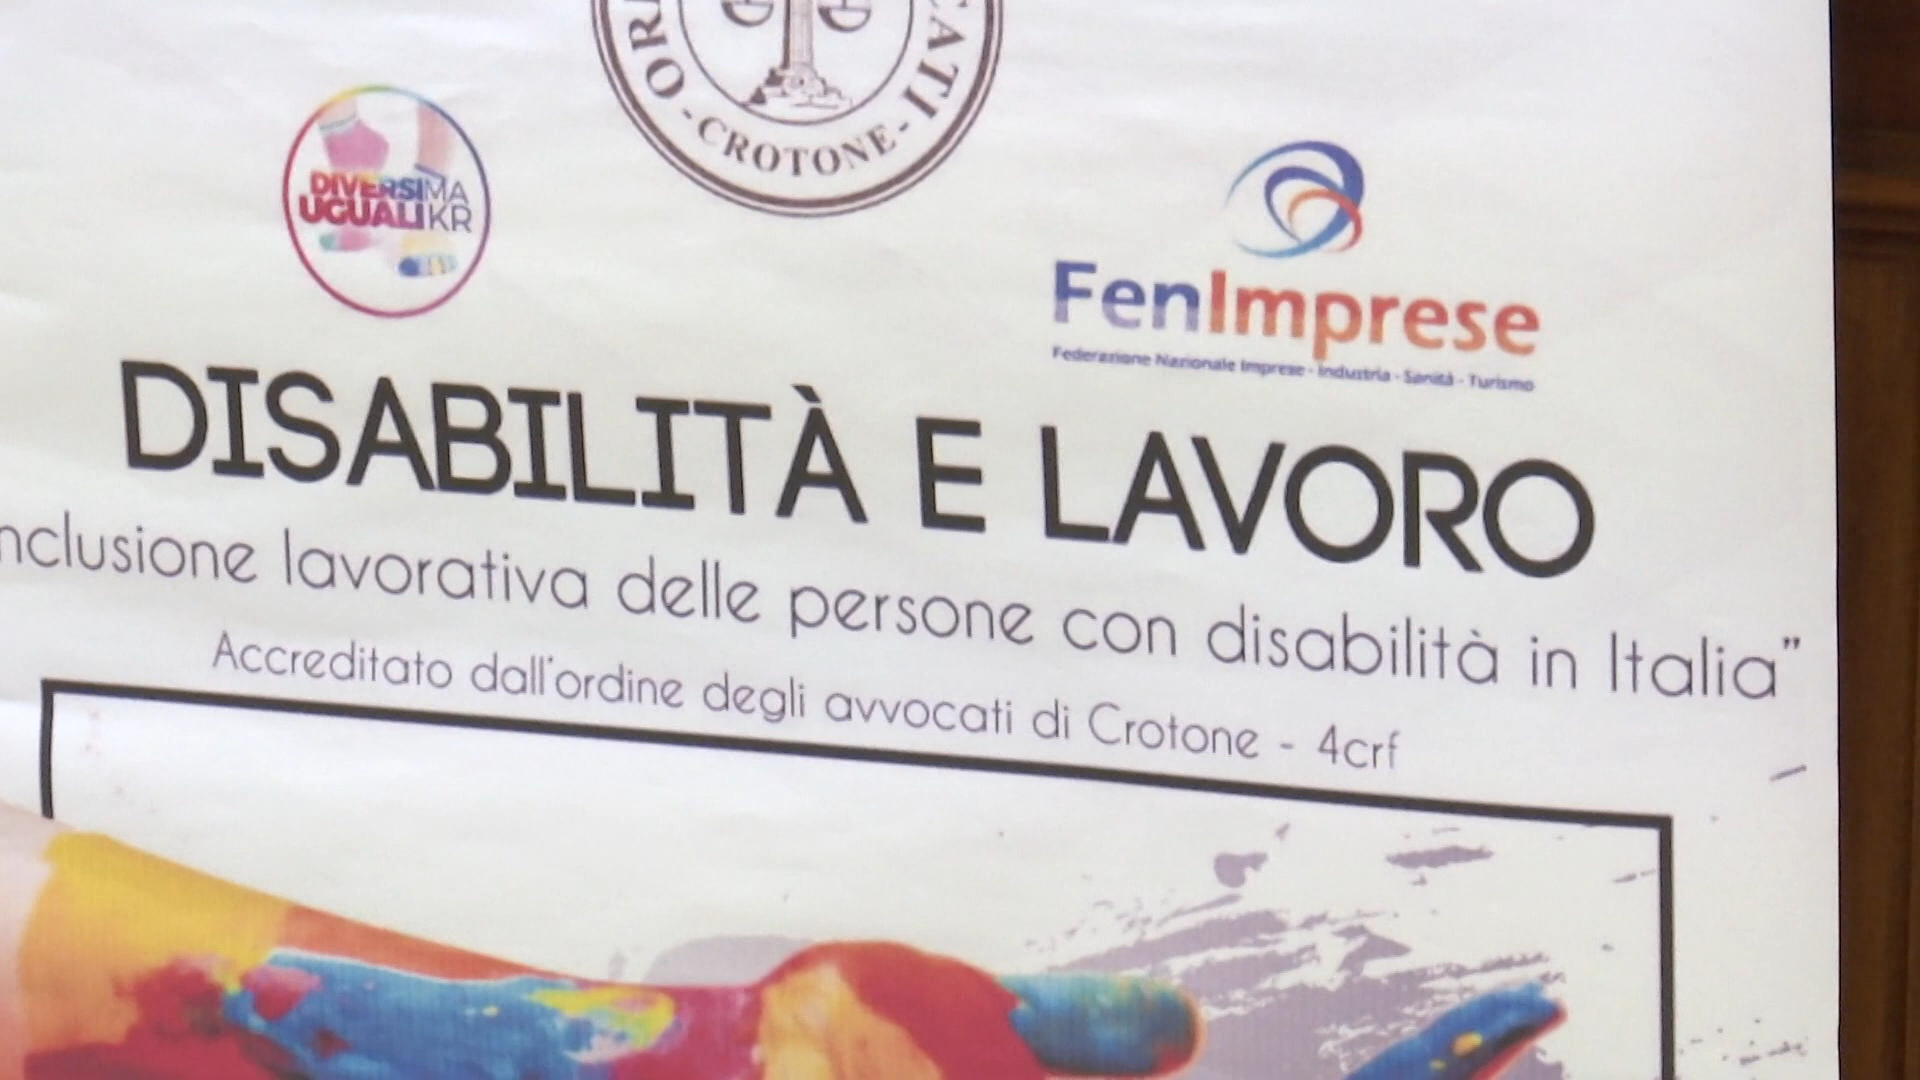 - CROTONE -
DIVERSI MA
UGUALI KR
FenImprese
Federazione Nazionale Imprese - Industria - Sanità - Turismo
DISABILITÀ E LAVORO
lavorativa delle persone con disabilità in Italia”
Accreditato dall'ordine degli avvocati di Crotone - 4crf